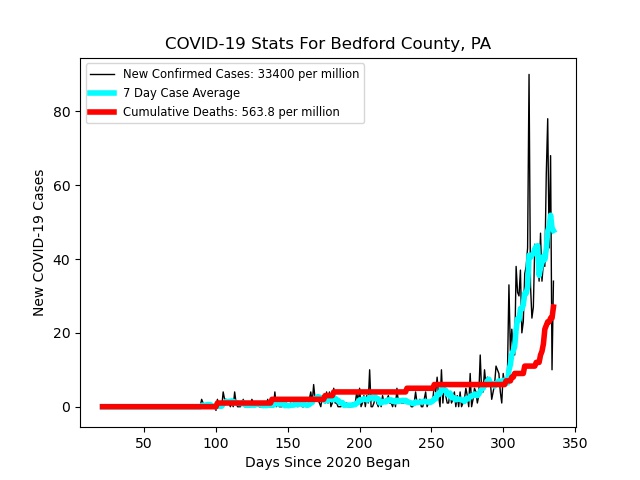 COVID-19 Stats For Bedford County, PA
New Confirmed Cases: 33400 per million
7 Day Case Average
Cumulative Deaths: 563.8 per million
New COVID-19 Cases
80
60
40
20
0
50
100
150
200
250
300
350
Days Since 2020 Began